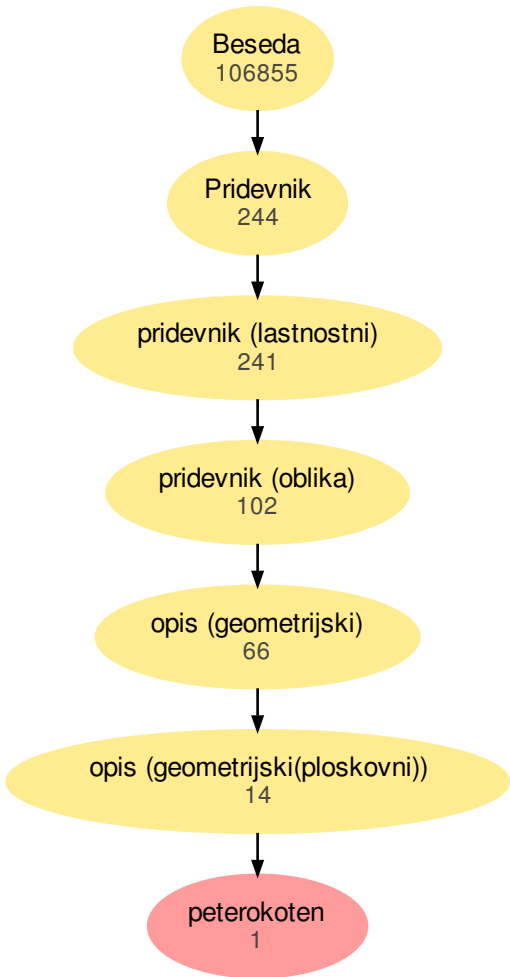 Beseda
106855
Pridevnik
244
pridevnik (lastnostni)
241
pridevnik (oblika)
102
opis (geometrijski)
66
opis (geometrijski(ploskovni))
14
peterokoten
1